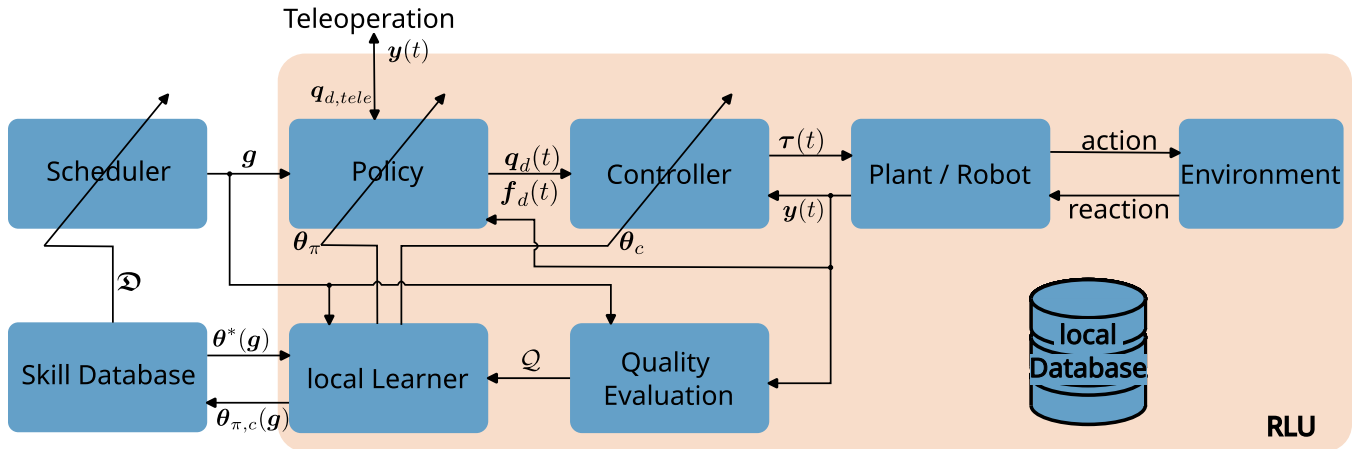 Teleoperation
y(t)
q_{d,tele}
Scheduler
g
Policy
q_d(t)
f_d(t)
Controller
τ(t)
y(t)
Plant / Robot
action
reaction
Environment
θ_π
θ_c
𝕯
Skill Database
θ*(g)
θ_{π,c}(g)
local Learner
𝒬
Quality
Evaluation
local
Database
RLU